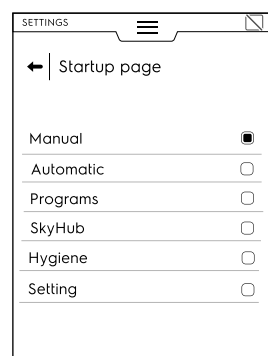 SETTINGS
Startup page
Manual
Automatic
Programs
SkyHub
Hygiene
Setting